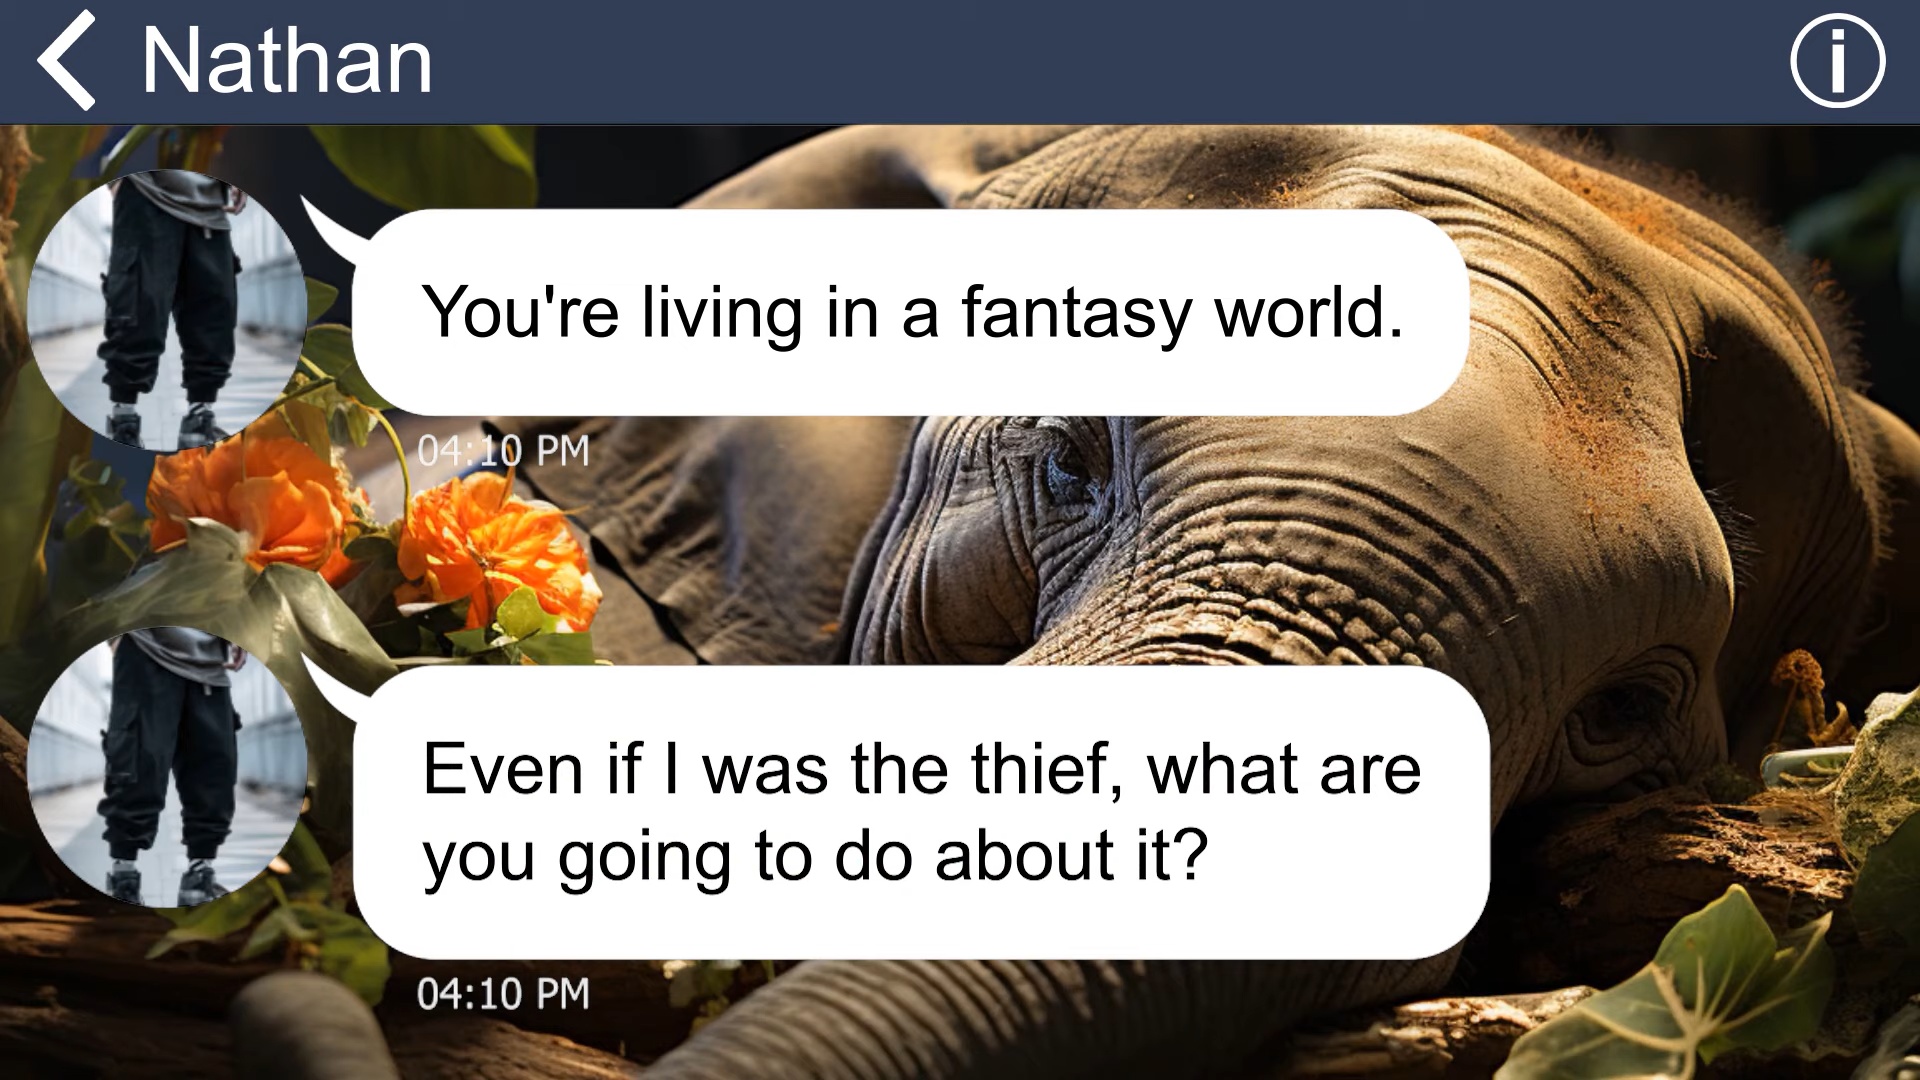 Nathan
You're living in a fantasy world.
04:10 PM
Even if I was the thief, what are
you going to do about it?
04:10 PM